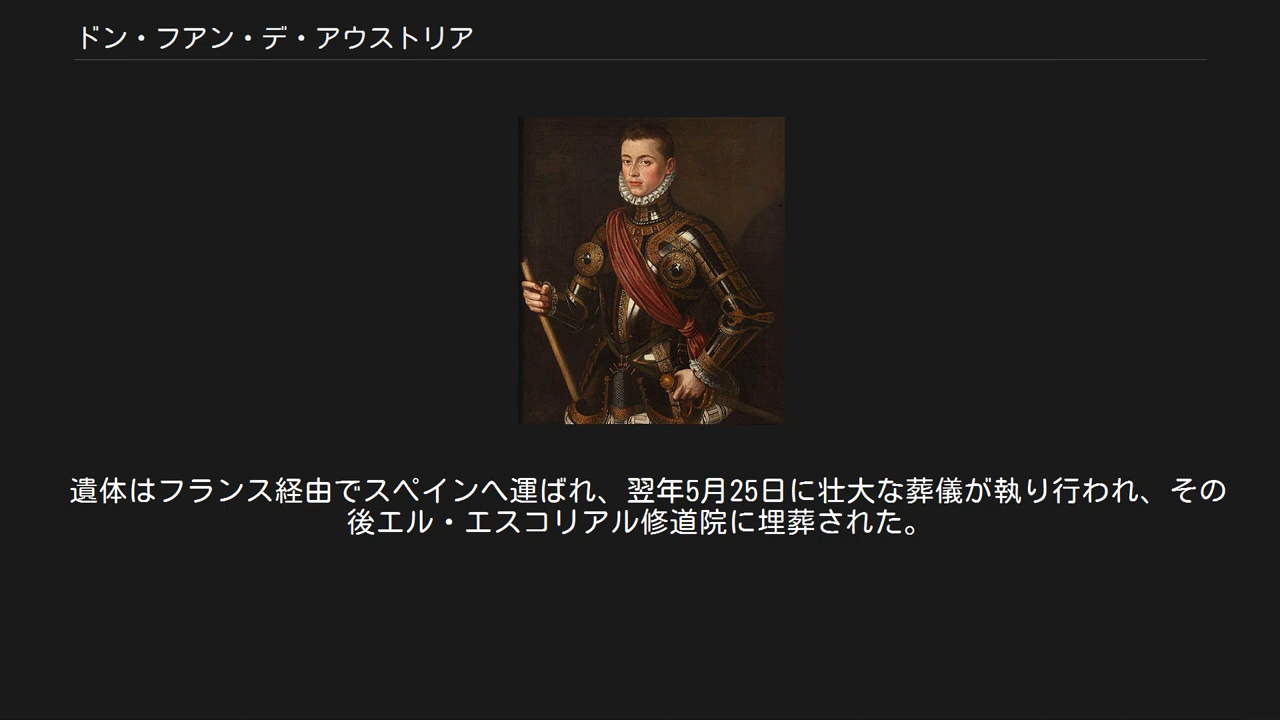 ドン・フアン・デ・アウストリア
遺体はフランス経由でスペインへ運ばれ、翌年5月25日に壮大な葬儀が執り行われ、その
後エル・エスコリアル修道院に埋葬された。